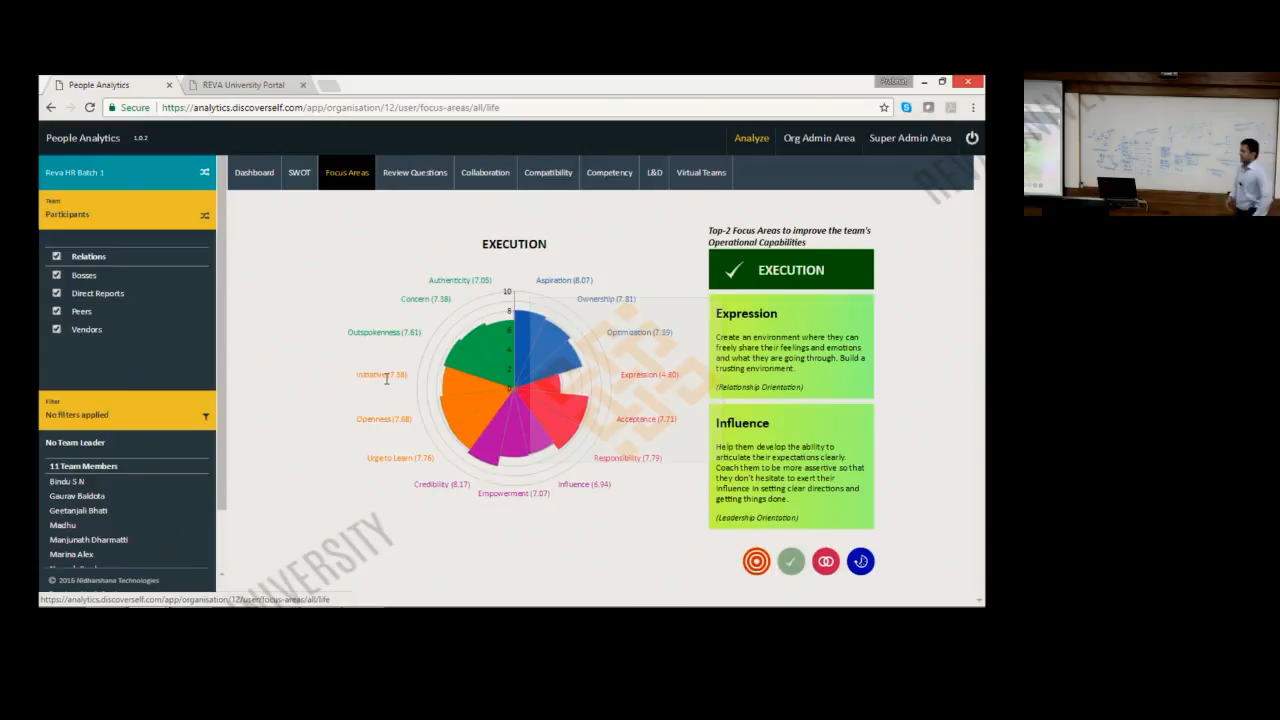 People Analytics
REVA University Portal
Prabhat
Secure
https://analytics.discoverself.com/app/organisation/12/user/focus-areas/all/life
People Analytics 1.0.2
Analyze Org Admin Area Super Admin Area
Reva HR Batch 1
Dashboard SWOT Focus Areas Review Questions Collaboration Compatibility Competency L&D Virtual Teams
Team
Participants
Relations
Bosses
Direct Reports
Peers
Vendors
Filter
No filters applied
No Team Leader
11 Team Members
Bindu S N
Gaurav Baldota
Geetanjali Bhati
Madhu
Manjunath Dharmatti
Marina Alex
© 2016 Nidharshana Technologies
https://analytics.discoverself.com/app/organisation/12/user/focus-areas/all/life
EXECUTION
Authenticity (7.05)
Aspiration (8.07)
Concern (7.38)
Ownership (7.81)
Outspokenness (7.61)
Optimization (7.39)
Initiative (7.38)
Expression (4.80)
Openness (7.68)
Acceptance (7.71)
Urge to Learn (7.76)
Responsibility (7.79)
Credibility (8.17)
Influence (6.94)
Empowerment (7.07)
10
8
6
4
2
0
Top-2 Focus Areas to improve the team's
Operational Capabilities
EXECUTION
Expression
Create an environment where they can
freely share their feelings and emotions
and what they are going through. Build a
trusting environment.
(Relationship Orientation)
Influence
Help them develop the ability to
articulate their expectations clearly.
Coach them to be more assertive so that
they don't hesitate to exert their
influence in setting clear directions and
getting things done.
(Leadership Orientation)